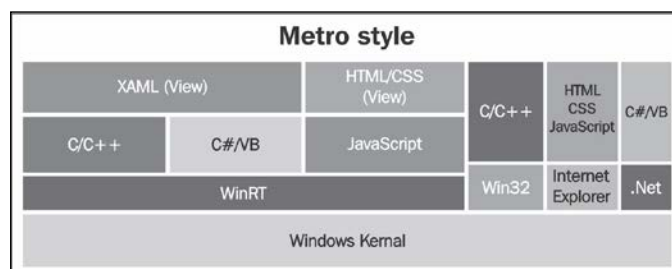 Metro style
XAML (View)
HTML/CSS
(View)
C/C++
HTML
CSS
JavaScript
C#/VB
C/C++
C#/VB
JavaScript
WinRT
Win32
Internet
Explorer
.Net
Windows Kernal